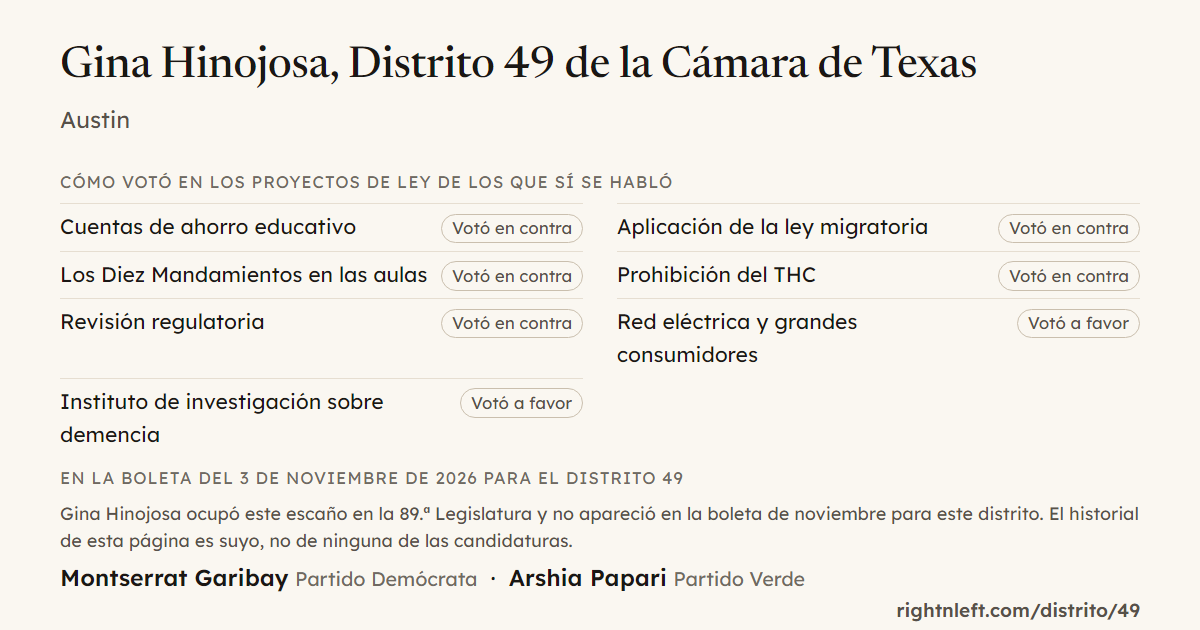 Gina Hinojosa, Distrito 49 de la Cámara de Texas
Austin
CÓMO VOTÓ EN LOS PROYECTOS DE LEY DE LOS QUE SÍ SE HABLÓ
Cuentas de ahorro educativo Votó en contra
Aplicación de la ley migratoria Votó en contra
Los Diez Mandamientos en las aulas Votó en contra
Prohibición del THC Votó en contra
Revisión regulatoria Votó en contra
Red eléctrica y grandes Votó a favor
consumidores
Instituto de investigación sobre Votó a favor
demencia
EN LA BOLETA DEL 3 DE NOVIEMBRE DE 2026 PARA EL DISTRITO 49
Gina Hinojosa ocupó este escaño en la 89.ª Legislatura y no apareció en la boleta de noviembre para este distrito. El historial
de esta página es suyo, no de ninguna de las candidaturas.
Montserrat Garibay Partido Demócrata · Arshia Papari Partido Verde
rightnleft.com/distrito/49